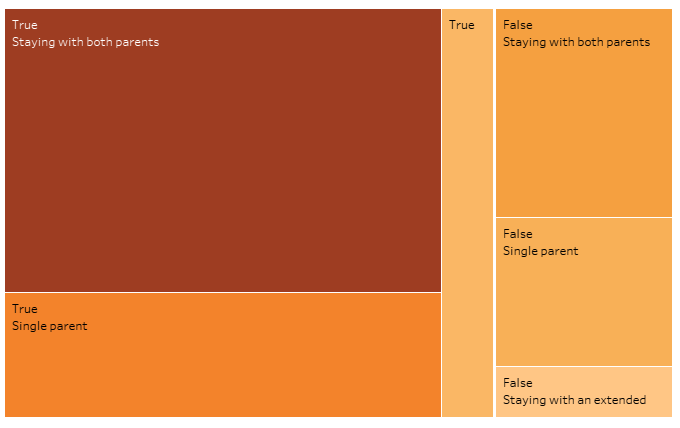 True
Staying with both parents
True
Single parent
True
False
Staying with both parents
False
Single parent
False
Staying with an extended